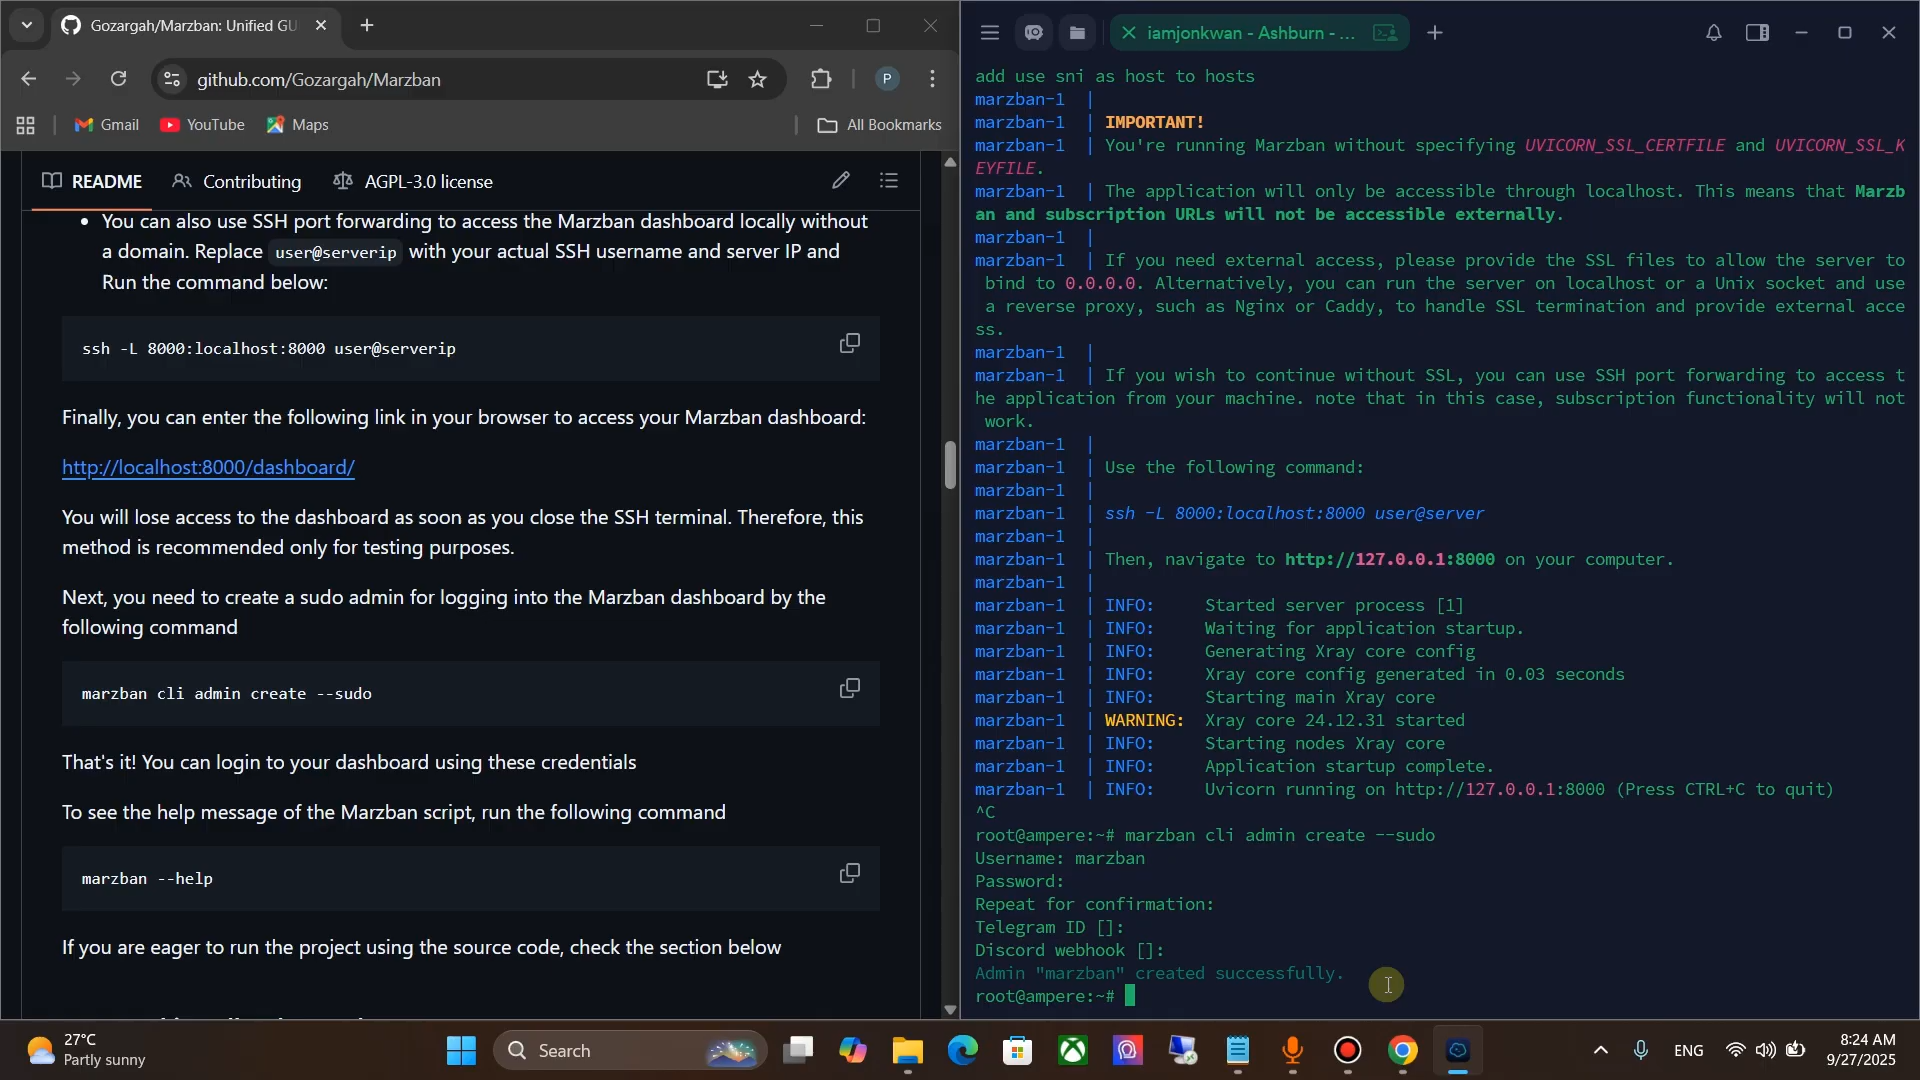 Gozargah/Marzban: Unified GU
github.com/Gozargah/Marzban
P
Gmail
YouTube
Maps
All Bookmarks
README
Contributing
AGPL-3.0 license
You can also use SSH port forwarding to access the Marzban dashboard locally without
a domain. Replace user@serverip with your actual SSH username and server IP and
Run the command below:
ssh -L 8000:localhost:8000 user@serverip
Finally, you can enter the following link in your browser to access your Marzban dashboard:
http://localhost:8000/dashboard/
You will lose access to the dashboard as soon as you close the SSH terminal. Therefore, this
method is recommended only for testing purposes.
Next, you need to create a sudo admin for logging into the Marzban dashboard by the
following command
marzban cli admin create --sudo
That's it! You can login to your dashboard using these credentials
To see the help message of the Marzban script, run the following command
marzban --help
If you are eager to run the project using the source code, check the section below
iamjonkwan - Ashburn - ...
add use sni as host to hosts
marzban-1 |
marzban-1 | IMPORTANT!
marzban-1 | You're running Marzban without specifying UVICORN_SSL_CERTFILE and UVICORN_SSL_K
EYFILE.
marzban-1 | The application will only be accessible through localhost. This means that Marzb
an and subscription URLs will not be accessible externally.
marzban-1 |
marzban-1 | If you need external access, please provide the SSL files to allow the server to
bind to 0.0.0.0. Alternatively, you can run the server on localhost or a Unix socket and use
a reverse proxy, such as Nginx or Caddy, to handle SSL termination and provide external acce
ss.
marzban-1 |
marzban-1 | If you wish to continue without SSL, you can use SSH port forwarding to access t
he application from your machine. note that in this case, subscription functionality will not
work.
marzban-1 |
marzban-1 | Use the following command:
marzban-1 |
marzban-1 | ssh -L 8000:localhost:8000 user@server
marzban-1 |
marzban-1 | Then, navigate to http://127.0.0.1:8000 on your computer.
marzban-1 |
marzban-1 | INFO: Started server process [1]
marzban-1 | INFO: Waiting for application startup.
marzban-1 | INFO: Generating Xray core config
marzban-1 | INFO: Xray core config generated in 0.03 seconds
marzban-1 | INFO: Starting main Xray core
marzban-1 | WARNING: Xray core 24.12.31 started
marzban-1 | INFO: Starting nodes Xray core
marzban-1 | INFO: Application startup complete.
marzban-1 | INFO: Uvicorn running on http://127.0.0.1:8000 (Press CTRL+C to quit)
^C
root@ampere:~# marzban cli admin create --sudo
Username: marzban
Password:
Repeat for confirmation:
Telegram ID []:
Discord webhook []:
Admin "marzban" created successfully.
root@ampere:~#
27°C
Partly sunny
Search
ENG
8:24 AM
9/27/2025